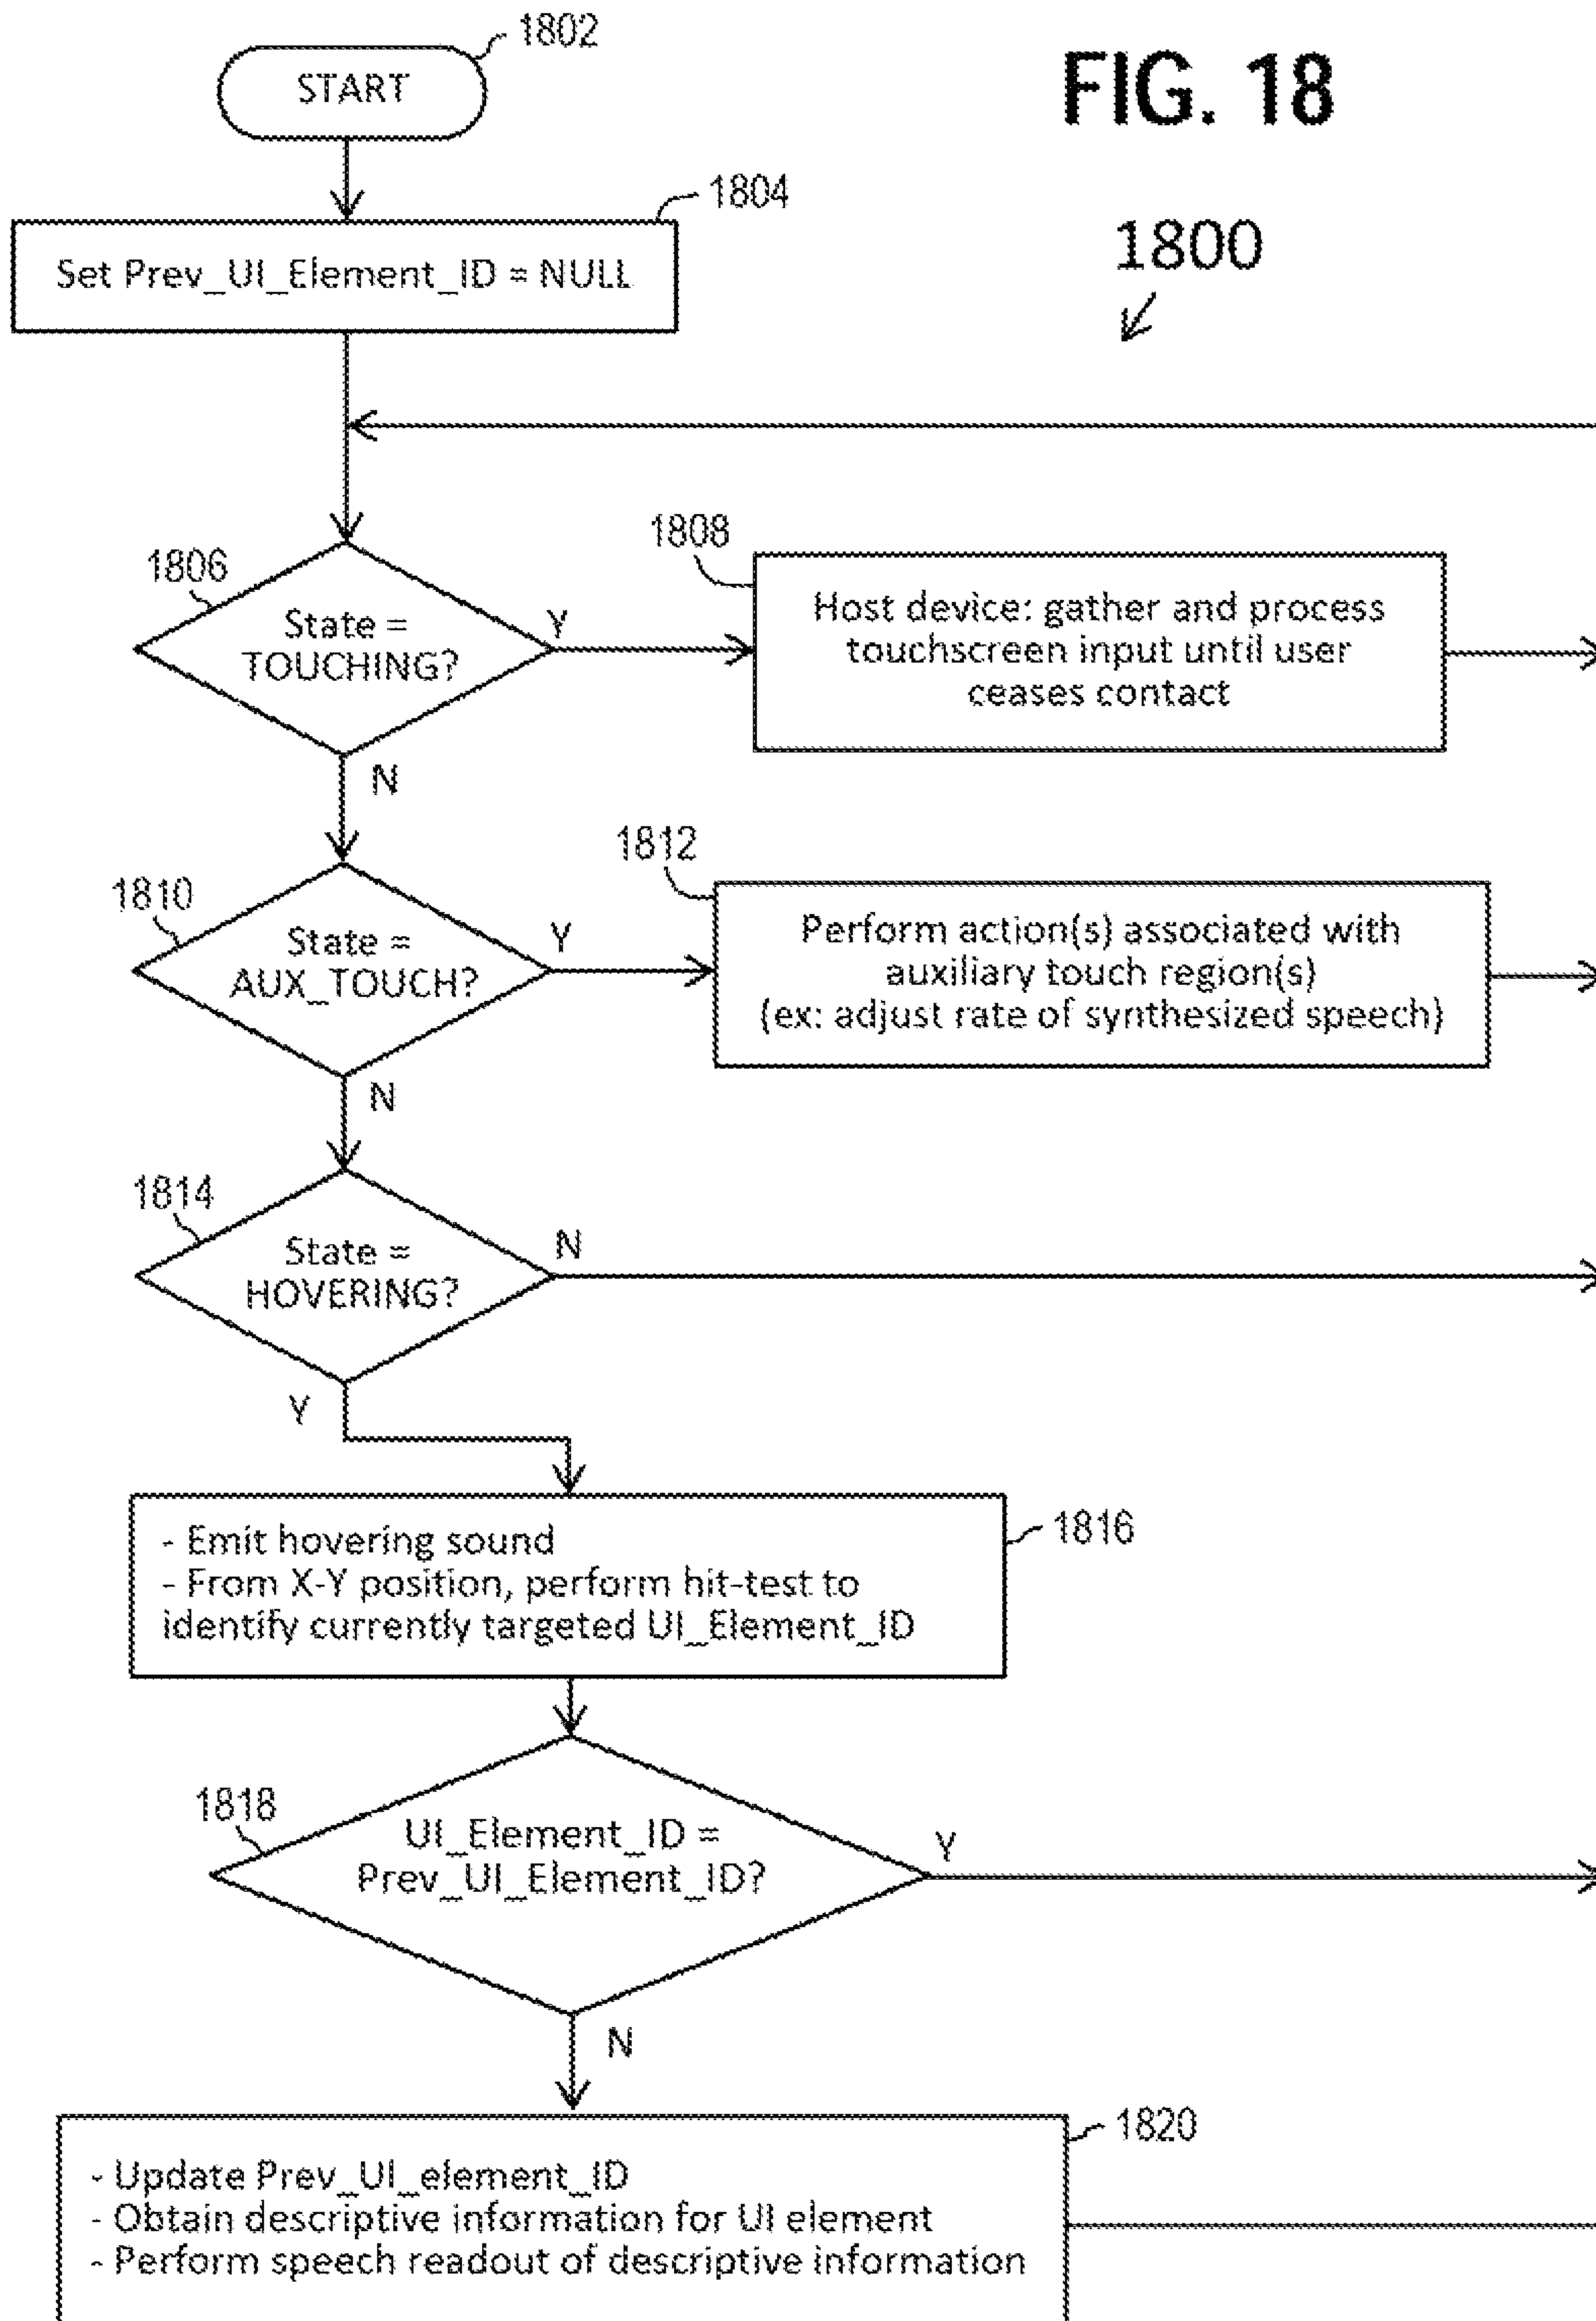 1802
START
FIG. 18
1804
Set Prev_UI_Element_ID = NULL
1800
1806
State =
TOUCHING?
Y
N
1808
Host device: gather and process
touchscreen input until user
ceases contact
1810
State =
AUX_TOUCH?
Y
N
1812
Perform action(s) associated with
auxiliary touch region(s)
(ex: adjust rate of synthesized speech)
1814
State =
HOVERING?
N
Y
1816
- Emit hovering sound
- From X-Y position, perform hit-test to
identify currently targeted UI_Element_ID
1818
UI_Element_ID =
Prev_UI_Element_ID?
Y
N
1820
- Update Prev_UI_element_ID
- Obtain descriptive information for UI element
- Perform speech readout of descriptive information